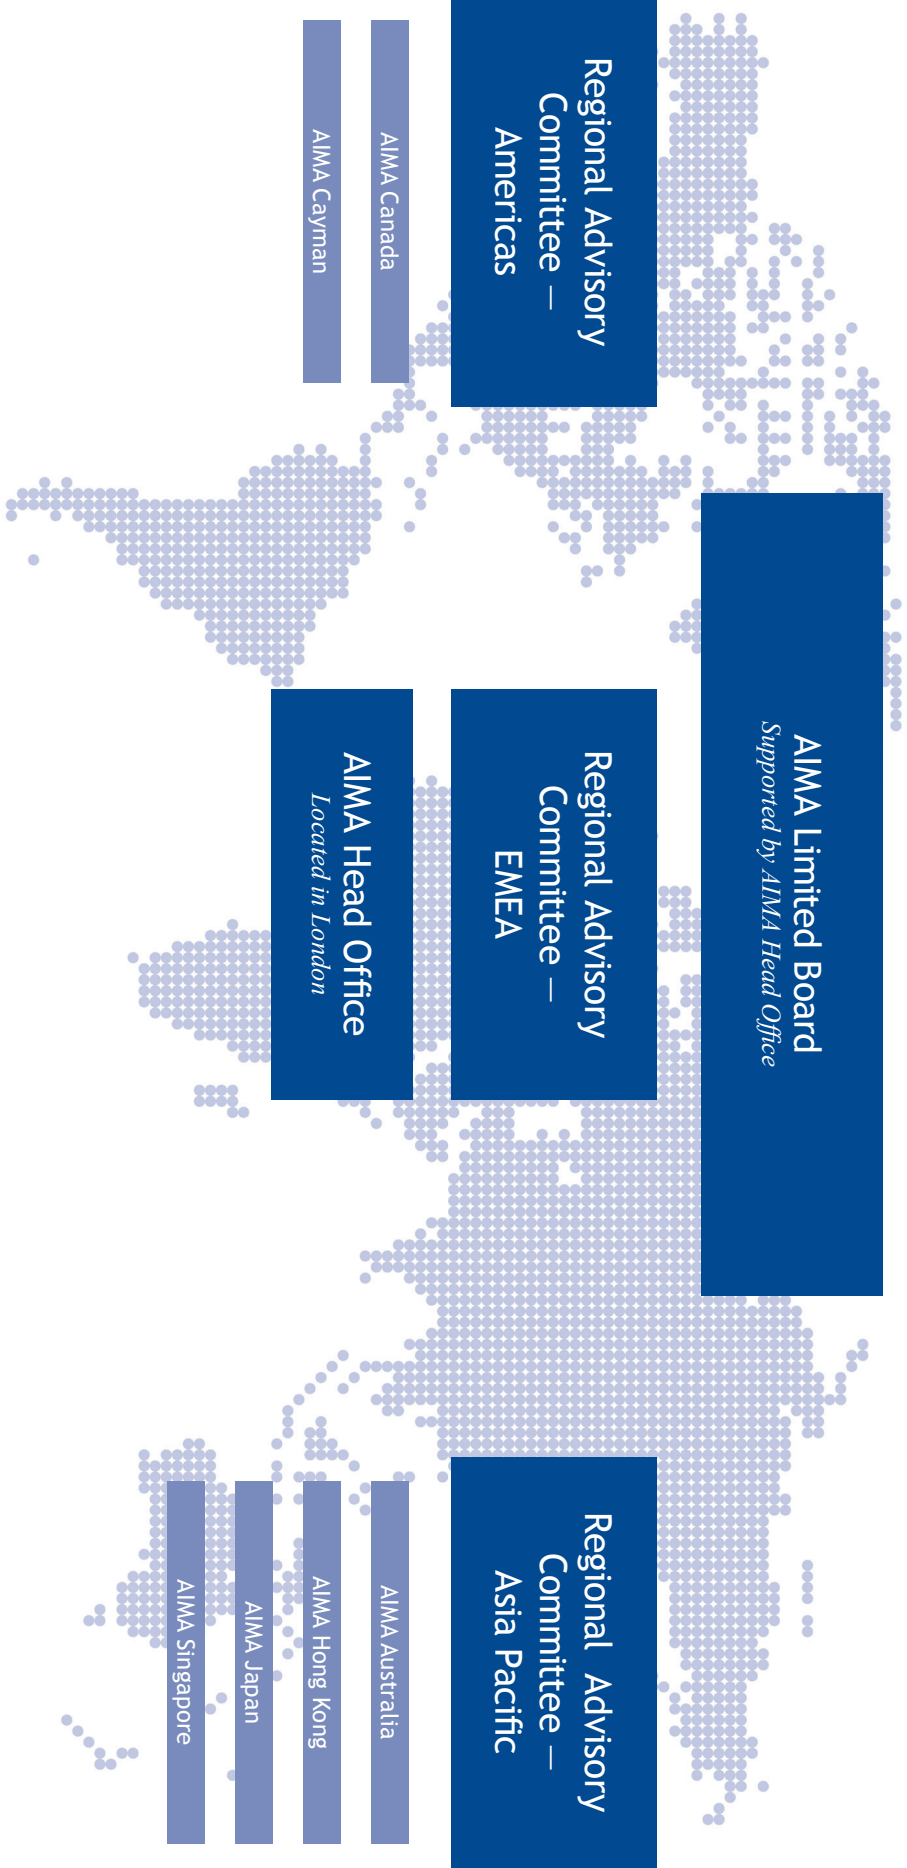 AIMA Limited Board
Supported by AIMA Head Office
Regional Advisory
Committee —
Americas
AIMA Canada
AIMA Cayman
Regional Advisory
Committee —
EMEA
AIMA Head Office
Located in London
Regional Advisory
Committee —
Asia Pacific
AIMA Australia
AIMA Hong Kong
AIMA Japan
AIMA Singapore